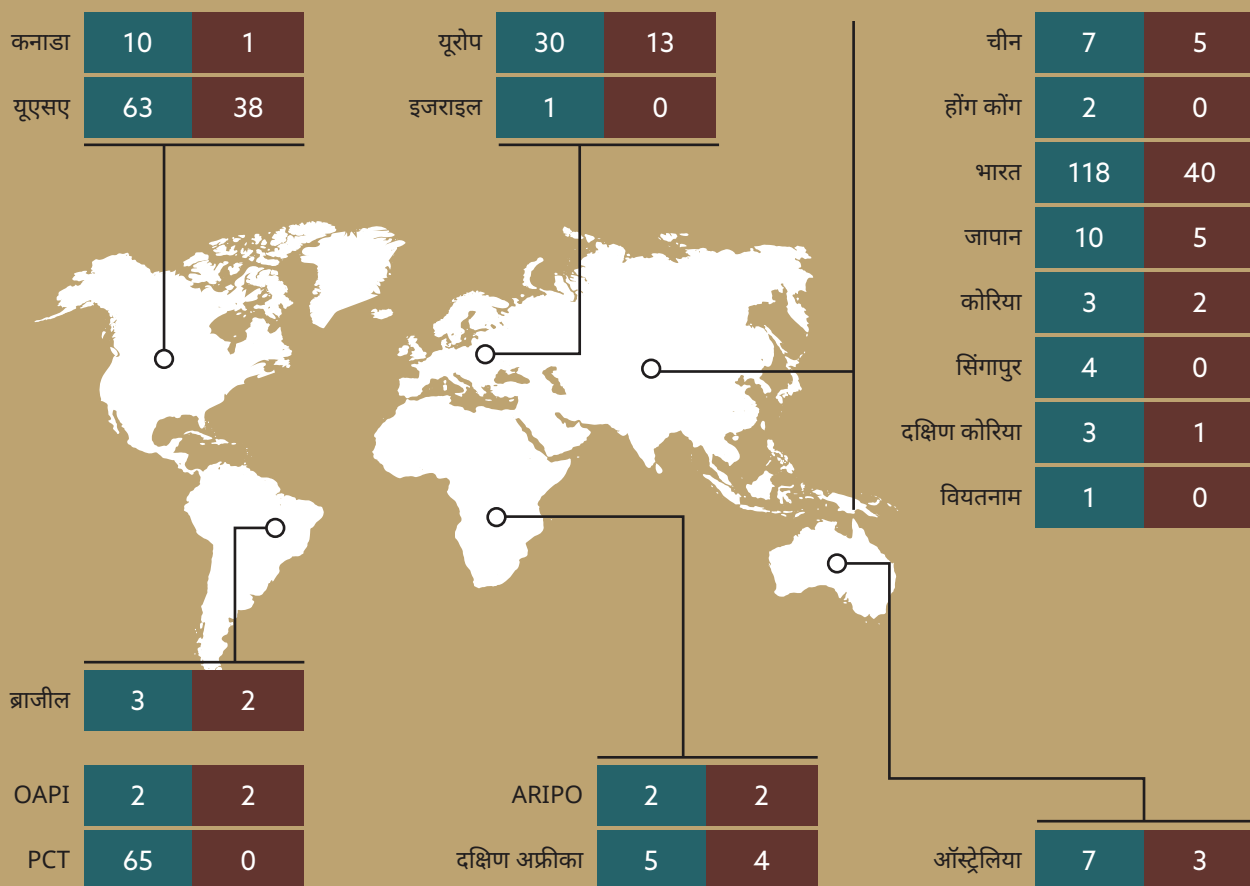 कनाडा 10 1
यूएसए 63 38
यूरोप 30 13
इजराइल 1 0
चीन 7 5
होंग कोंग 2 0
भारत 118 40
जापान 10 5
कोरिया 3 2
सिंगापुर 4 0
दक्षिण कोरिया 3 1
वियतनाम 1 0
ब्राजील 3 2
OAPI 2 2
PCT 65 0
ARIPO 2 2
दक्षिण अफ्रीका 5 4
ऑस्ट्रेलिया 7 3